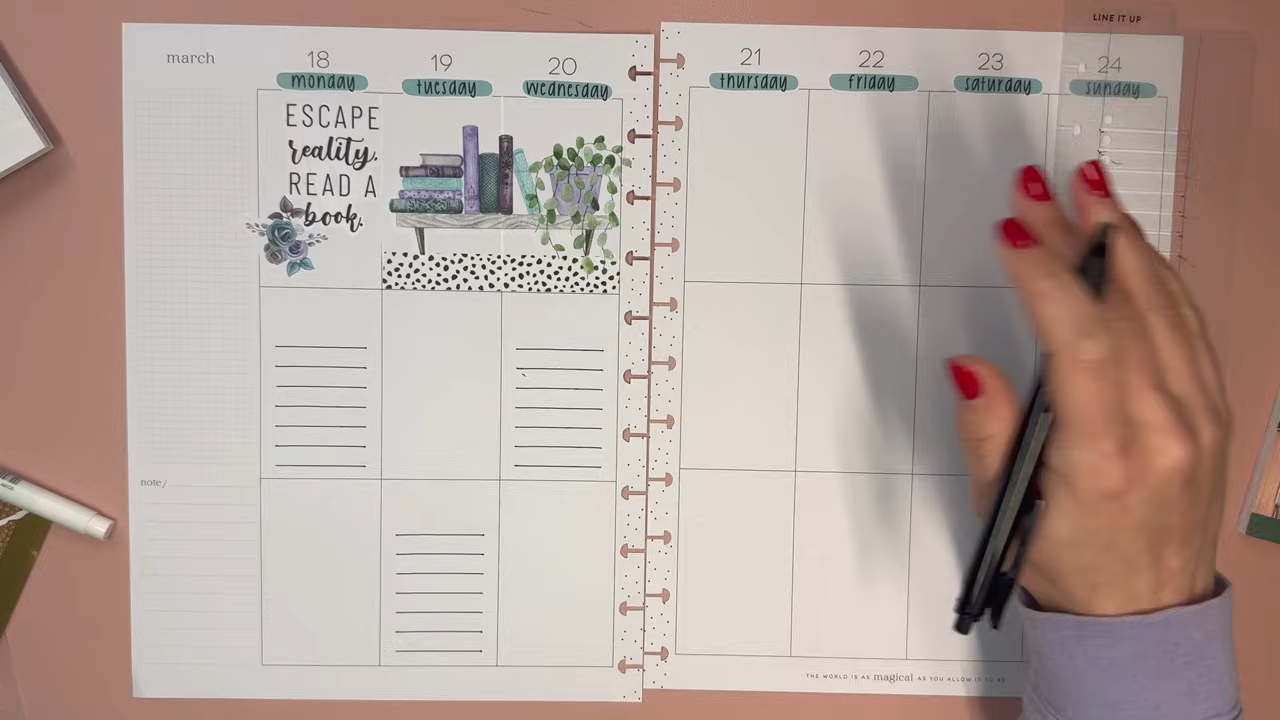 LINE IT UP
march
18
19
20
21
22
23
24
monday
tuesday
wednesday
thursday
friday
saturday
sunday
ESCAPE
reality.
READ A
book.
note/
THE WORLD IS AS magical AS YOU ALLOW IT TO BE